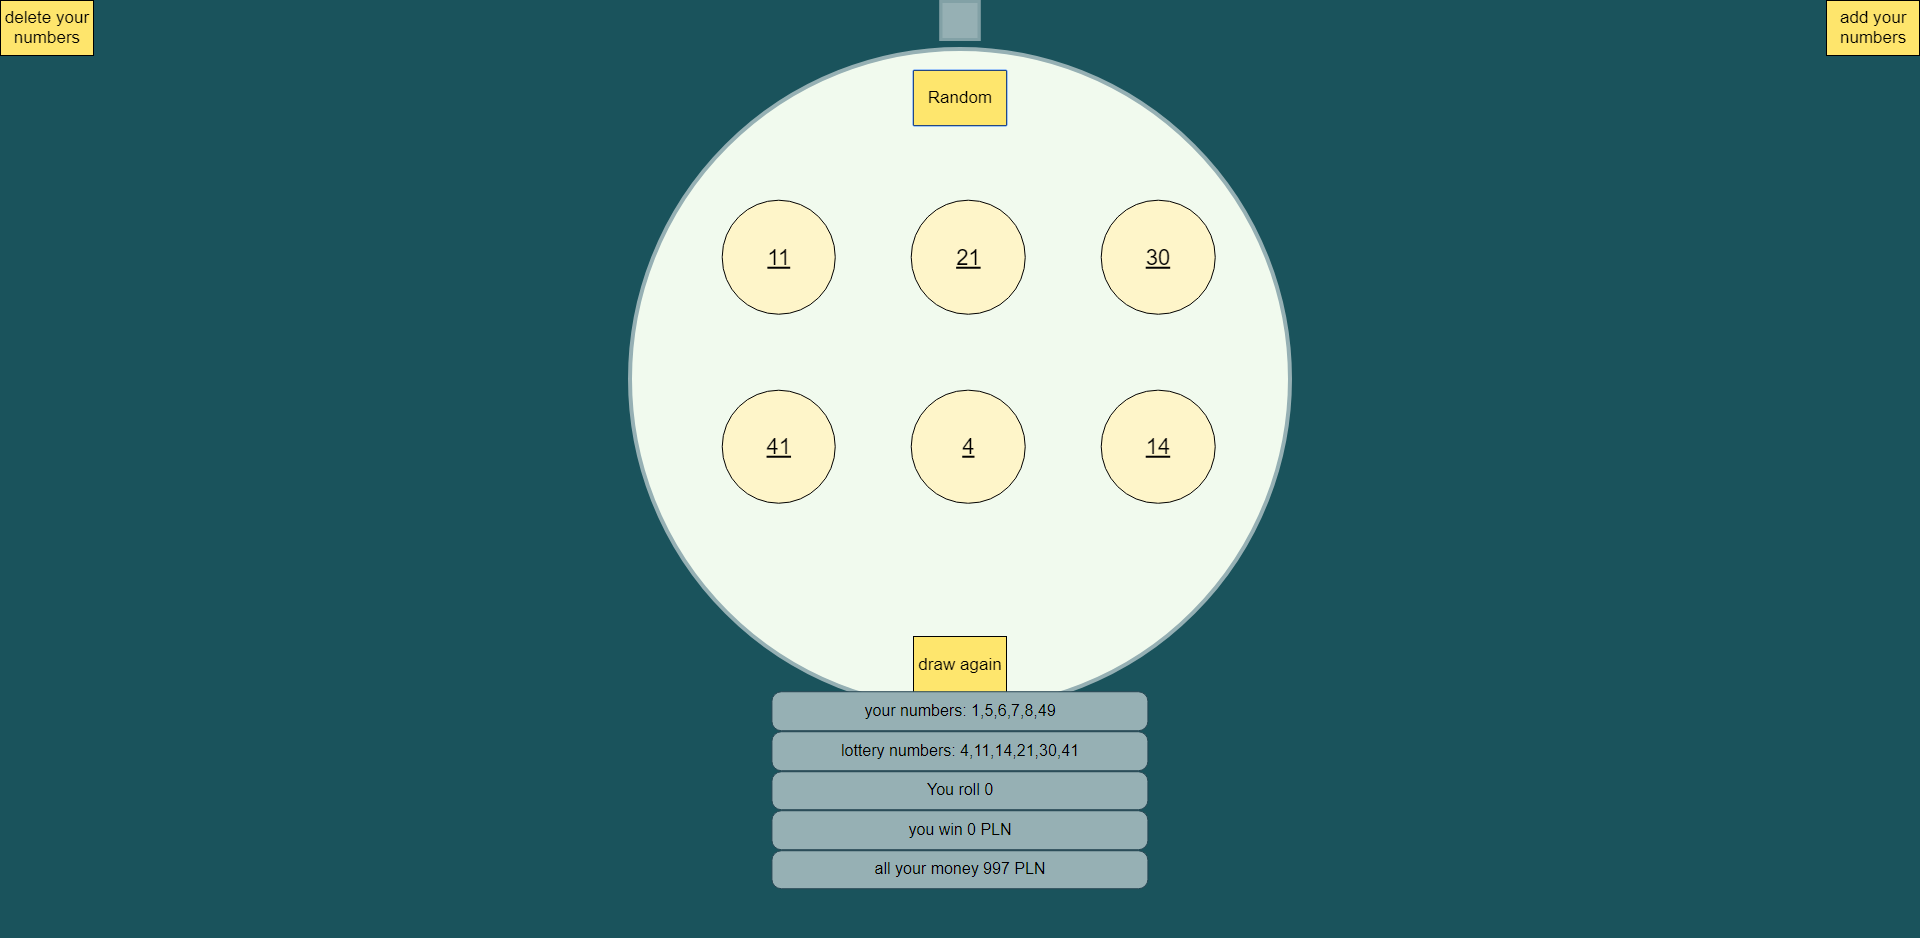 delete your
numbers
add your
numbers
Random
11
21
30
41
4
14
draw again
your numbers: 1,5,6,7,8,49
lottery numbers: 4,11,14,21,30,41
You roll 0
you win 0 PLN
all your money 997 PLN